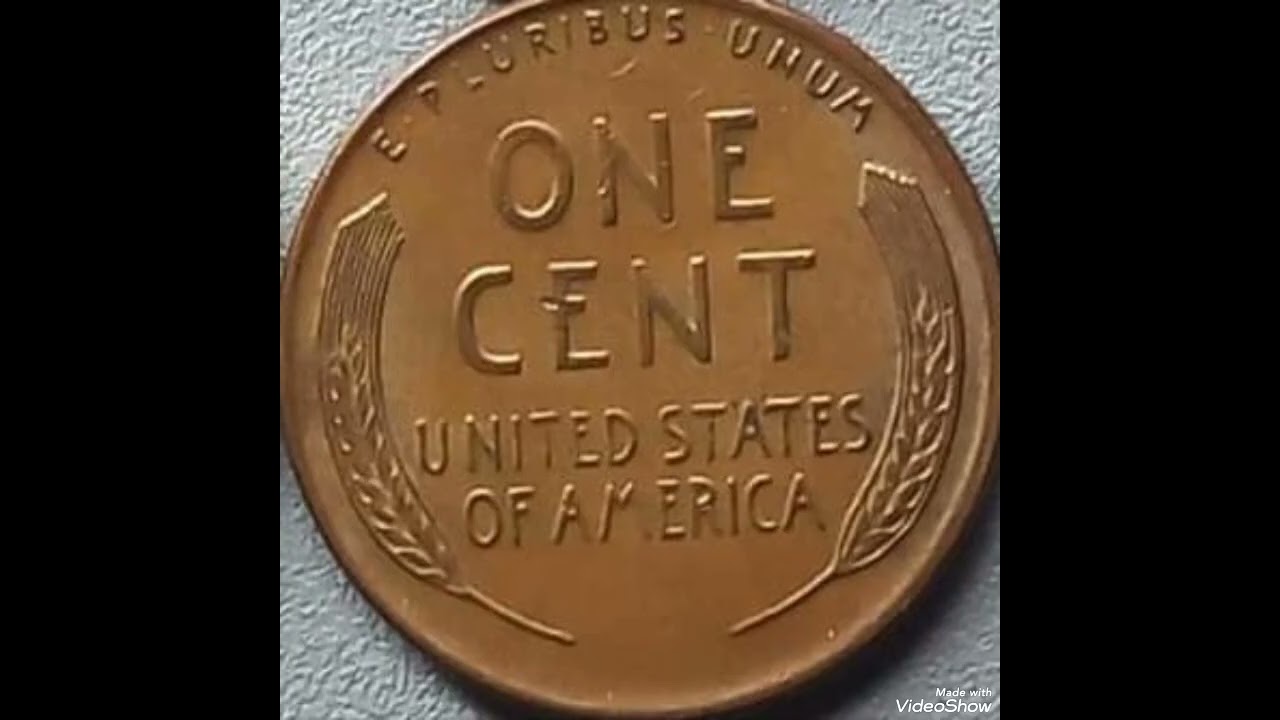 E·PLURIBUS·UNUM
ONE
CENT
UNITED STATES
OF AMERICA
Made with
VideoShow